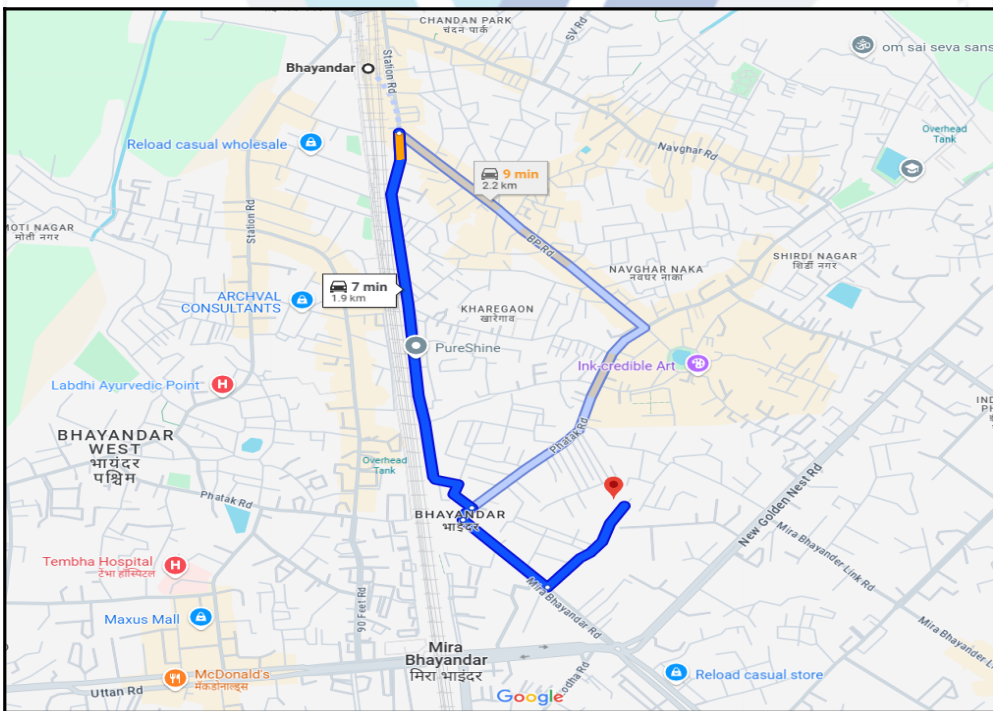 CHANDAN PARK
चंदन पार्क
SV Rd
om sai seva sans
Bhayandar
Station Rd
Reload casual wholesale
Overhead
Tank
Navghar Rd
9 min
2.2 km
Station Rd
MOTI NAGAR
मोती नगर
BP Rd
SHIRDI NAGAR
शिर्डी नगर
NAVGHAR NAKA
नवघर नाका
7 min
1.9 km
ARCHVAL
CONSULTANTS
KHAREGAON
खारेगाव
PureShine
Ink-credible Art
Labdhi Ayurvedic Point
IND
PH
BHAYANDAR
WEST
भायंदर
पश्चिम
Phatak Rd
Overhead
Tank
Phatak Rd
BHAYANDAR
भाईंदर
New Golden Nest Rd
Mira Bhayander Link Rd
Tembha Hospital
टेंभा हॉस्पिटल
Mira Bhayandar Rd
90 Feet Rd
Maxus Mall
Mira Bhayander
Mira
Bhayandar
मिरा भाईंदर
McDonald's
मॅकडोनाल्ड्स
Reload casual store
Uttan Rd
odha Rd
Google